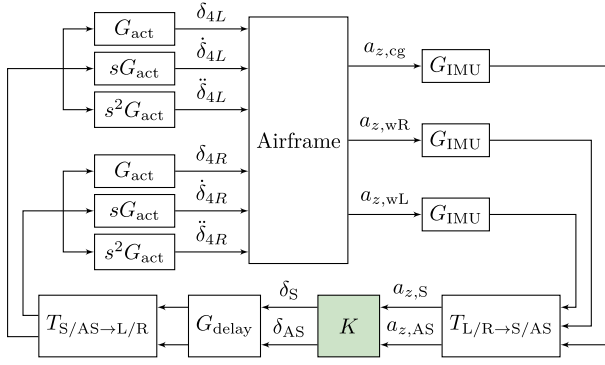 G_act δ_4L
sG_act δ̇_4L
s²G_act δ̈_4L
Airframe
a_z,cg G_IMU
a_z,wR G_IMU
a_z,wL G_IMU
G_act δ_4R
sG_act δ̇_4R
s²G_act δ̈_4R
T_S/AS→L/R
G_delay
δ_S
δ_AS
K
a_z,S
a_z,AS
T_L/R→S/AS